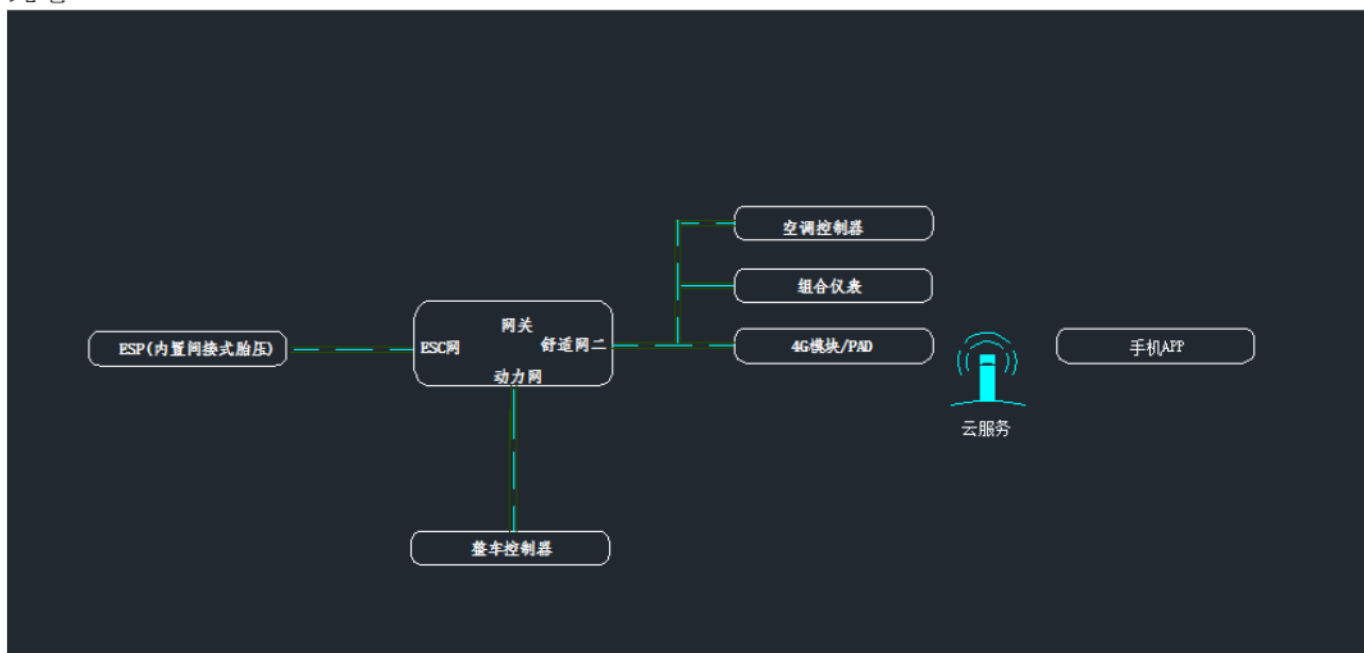 空调控制器
组合仪表
网关
ESP(内置间接式胎压)
ESC网
舒适网二
4G模块/PAD
手机APP
动力网
云服务
整车控制器